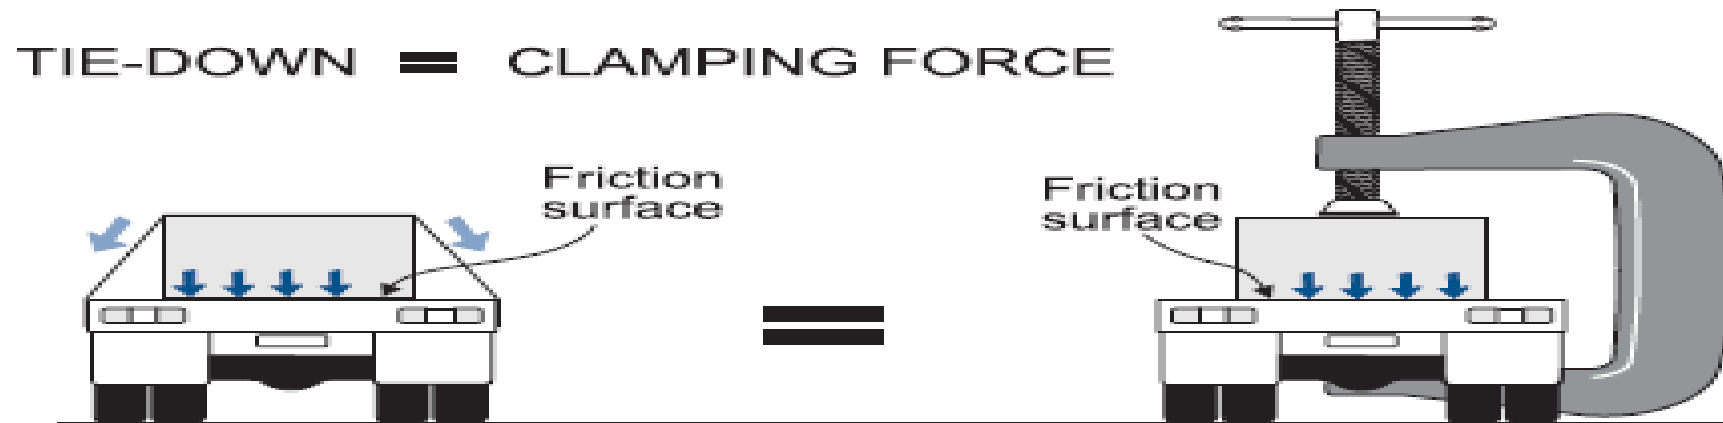 TIE-DOWN = CLAMPING FORCE
Friction
surface
Friction
surface
=